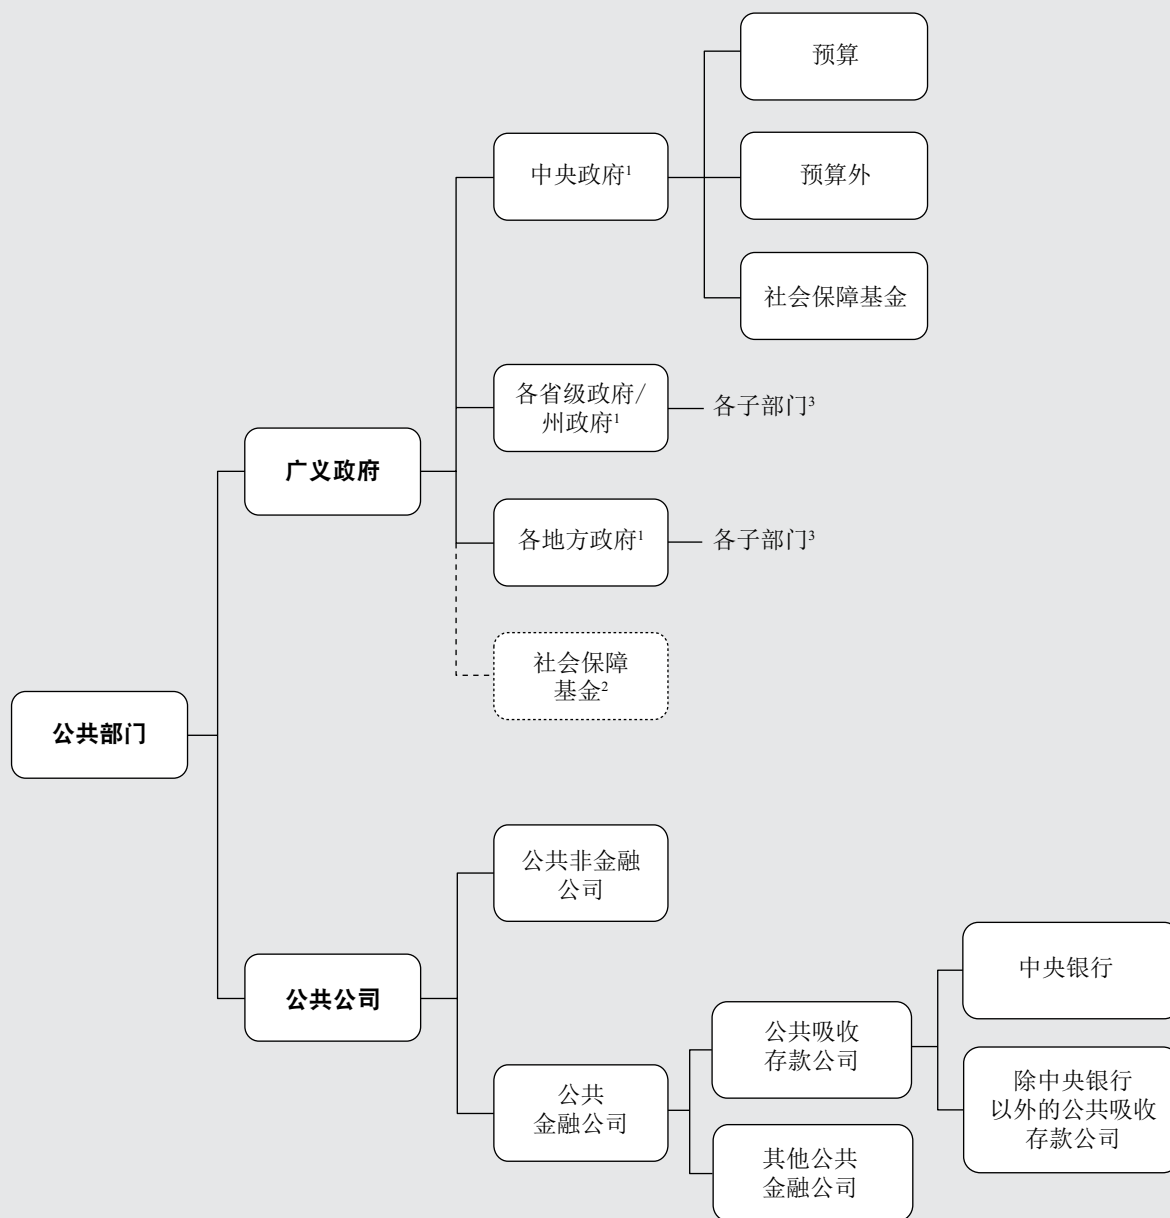 预算
中央政府¹
预算外
社会保障基金
各省级政府/
州政府¹
各子部门³
广义政府
各地方政府¹
各子部门³
社会保障
基金²
公共部门
公共非金融
公司
公共公司
中央银行
公共吸收
存款公司
公共
金融公司
除中央银行
以外的公共吸收
存款公司
其他公共
金融公司